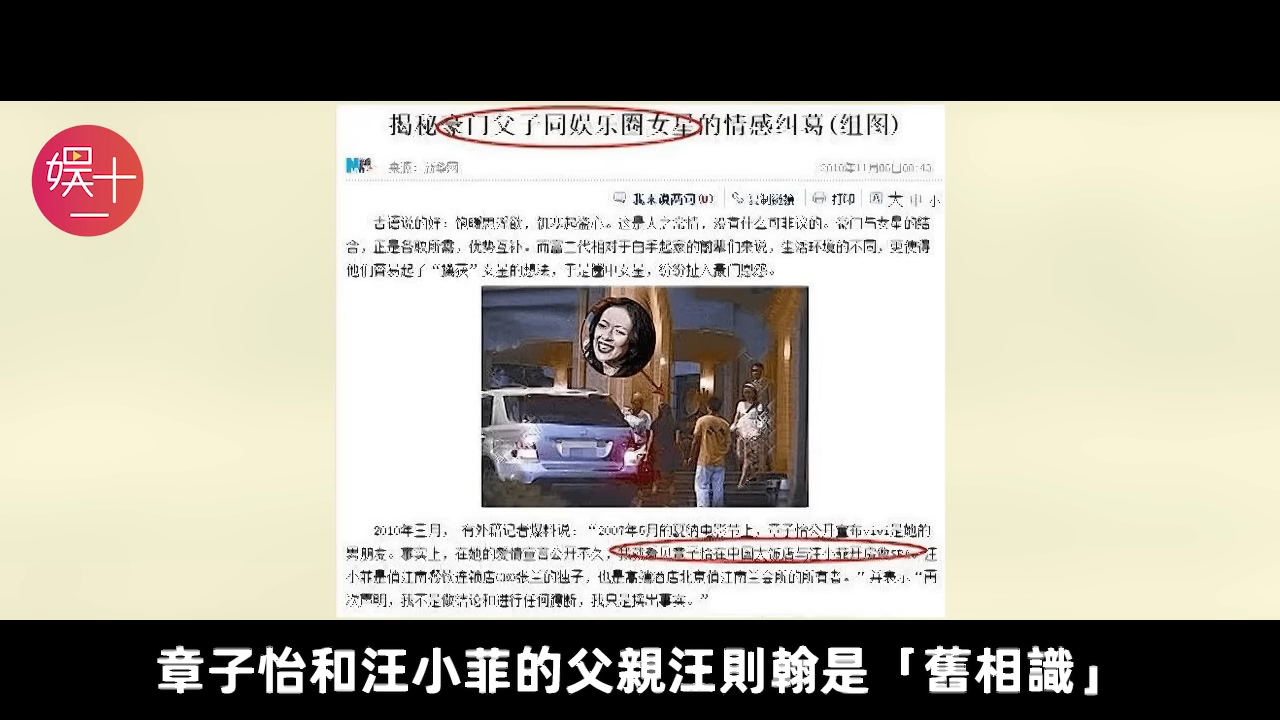 揭秘豪门父子同娱乐圈女星的情感纠葛(组图)
娱十一
来源：
2010年11月
我来说两句(0) 复制链接 打印 大 中 小
古语说的好：饱暖思淫欲，饥寒起盗心。这是人之常情，没有什么可非议的。豪门与女星的结
合，正是各取所需，优势互补。而富二代相对于白手起家的前辈们来说，生活环境的不同，更使得
他们容易起了“猎获”女星的想法，于是圈中女星，纷纷扯入豪门恩怨。
2010年三月， 有外籍记者爆料说：“2007年5月的戛纳电影节上，章子怡公开宣布vivi是她的
男朋友。事实上，在她的爱情宣言公开不久，我就看见章子怡在中国大饭店与汪小菲开房 汪
小菲是俏江南餐饮连锁店CEO张兰的独子，也是高端酒店北京俏江南兰会所的所有者。”并表示“再
次声明，我不是做结论和进行任何臆断，我只是摆出事实。”
章子怡和汪小菲的父親汪則翰是「舊相識」